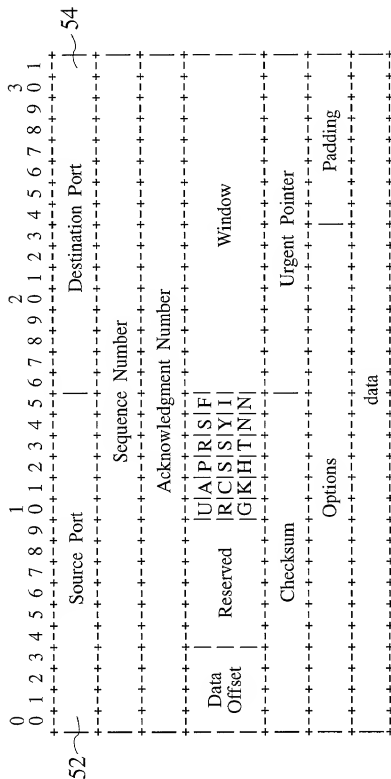 0 1 2 3
0 1 2 3 4 5 6 7 8 9 0 1 2 3 4 5 6 7 8 9 0 1 2 3 4 5 6 7 8 9 0 1
52 Source Port Destination Port 54
Sequence Number
Acknowledgment Number
Data |U|A|P|R|S|F|
Offset Reserved |R|C|S|S|Y|I| Window
|G|K|H|T|N|N|
Checksum Urgent Pointer
Options Padding
data